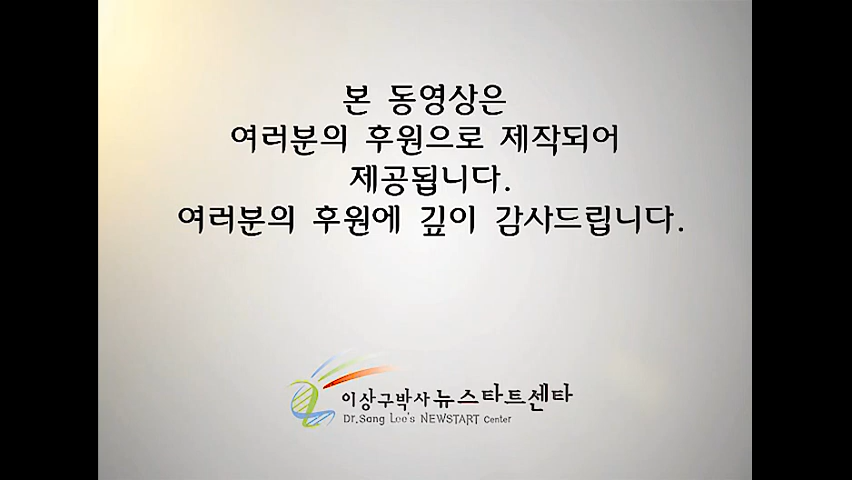 본 동영상은
여러분의 후원으로 제작되어
제공됩니다.
여러분의 후원에 깊이 감사드립니다.
이상구박사 뉴스타트센타
Dr.Sang Lee's NEWSTART Center